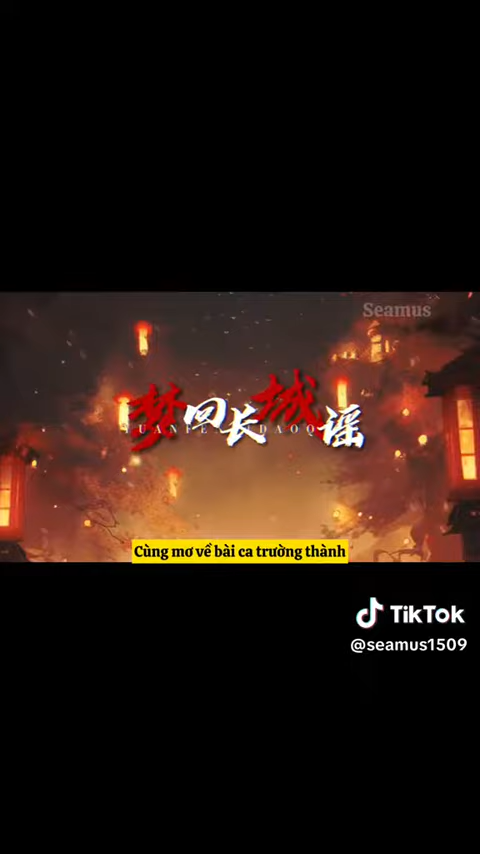 Seamus
梦回长城谣
Cùng mơ về bài ca trường thành
TikTok
@seamus1509